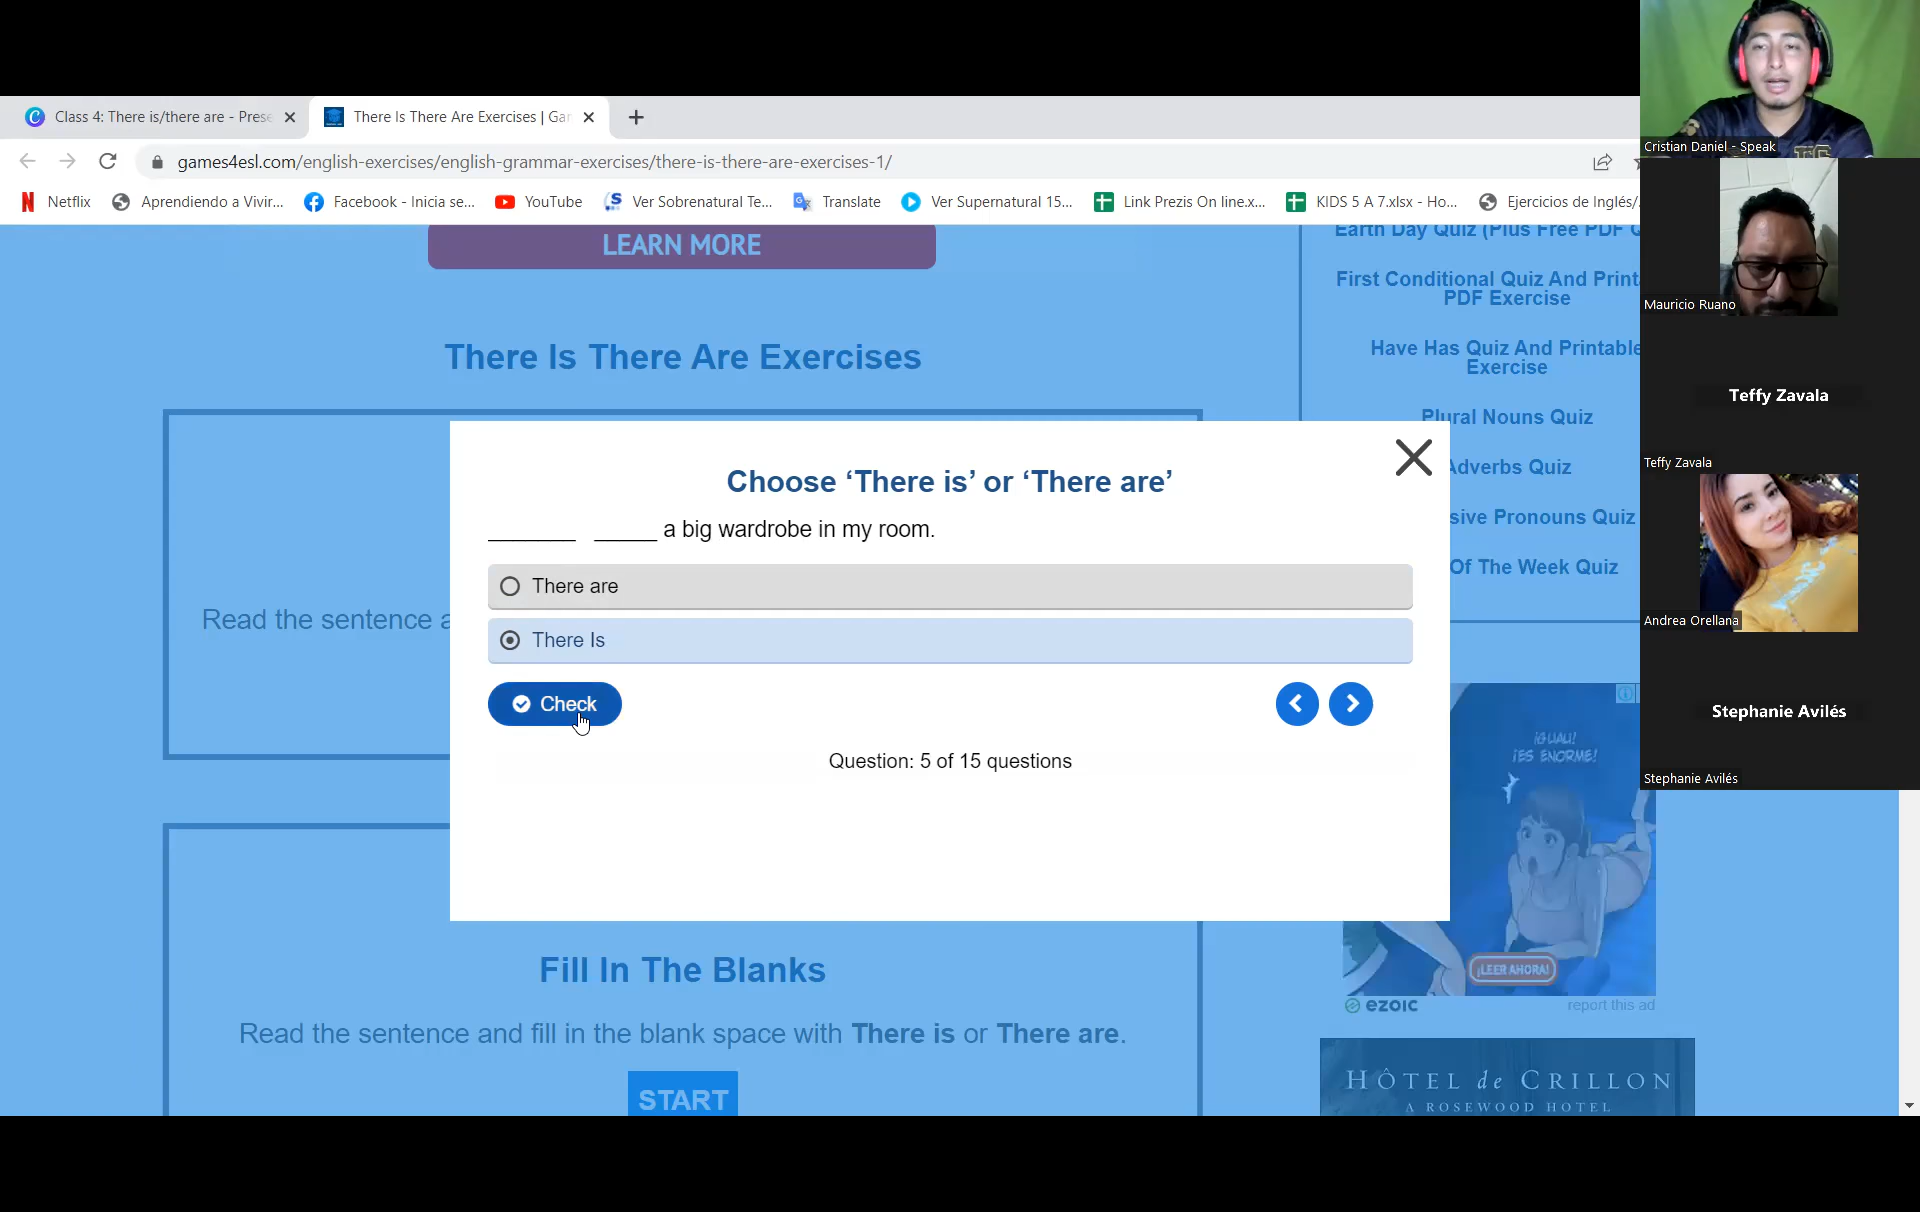 Class 4: There is/there are - Prese
There Is There Are Exercises | Gar
games4esl.com/english-exercises/english-grammar-exercises/there-is-there-are-exercises-1/
Netflix
Aprendiendo a Vivir...
Facebook - Inicia se...
YouTube
Ver Sobrenatural Te...
Translate
Ver Supernatural 15...
Link Prezis On line.x...
KIDS 5 A 7.xlsx - Ho...
Ejercicios de Inglés/
LEARN MORE
There Is There Are Exercises
Read the sentence a
Choose ‘There is’ or ‘There are’
________ _____ a big wardrobe in my room.
There are
There Is
Check
Question: 5 of 15 questions
Fill In The Blanks
Read the sentence and fill in the blank space with There is or There are.
START
Earth Day Quiz (Plus Free PDF Q
First Conditional Quiz And Print
PDF Exercise
Have Has Quiz And Printable
Exercise
Plural Nouns Quiz
Adverbs Quiz
sive Pronouns Quiz
Of The Week Quiz
¡GUAU!
¡ES ENORME!
¡LEER AHORA!
ezoic
report this ad
HÔTEL de CRILLON
A ROSEWOOD HOTEL
Cristian Daniel - Speak
Mauricio Ruano
Teffy Zavala
Teffy Zavala
Andrea Orellana
Stephanie Avilés
Stephanie Avilés